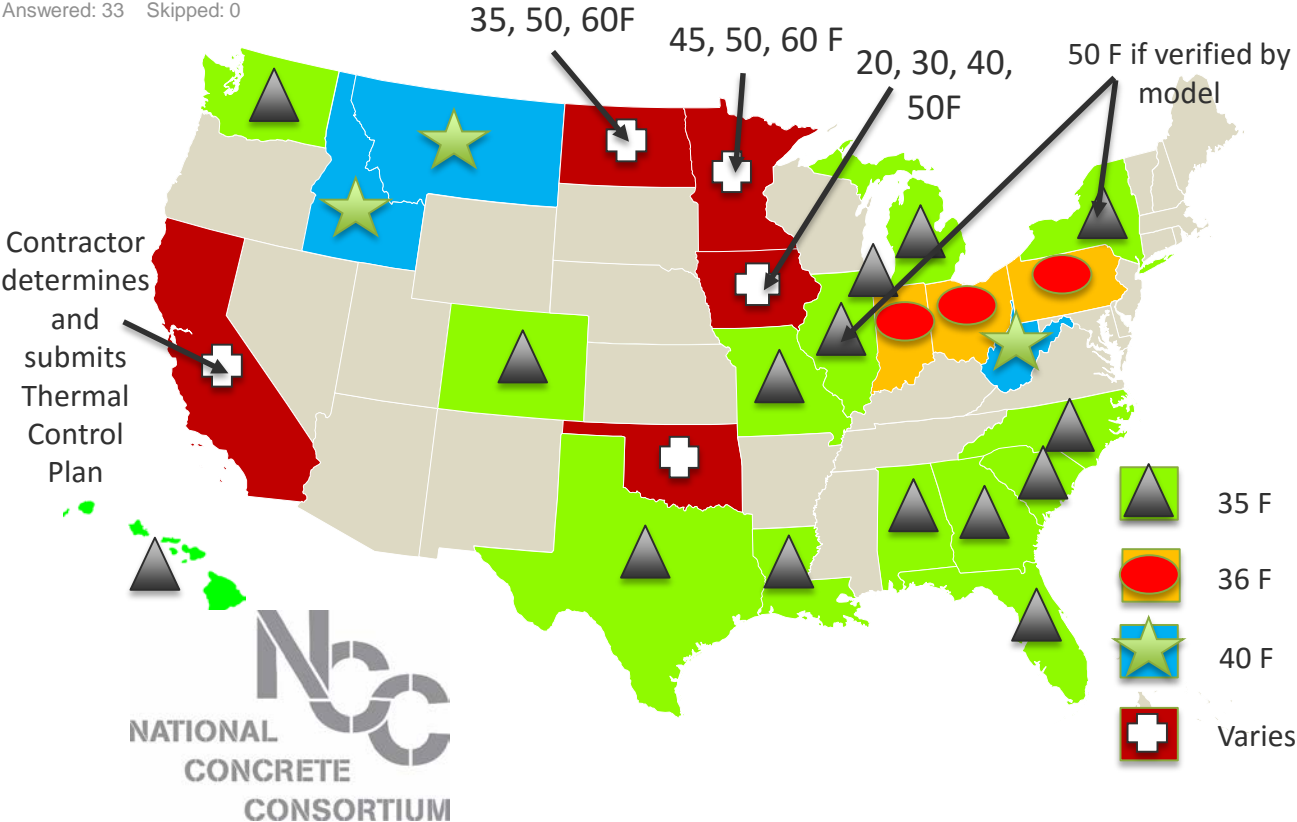 Answered: 33 Skipped: 0
35, 50, 60F
45, 50, 60 F
20, 30, 40,
50F
50 F if verified by
model
Contractor
determines
and
submits
Thermal
Control
Plan
35 F
36 F
40 F
Varies
NCC
NATIONAL
CONCRETE
CONSORTIUM